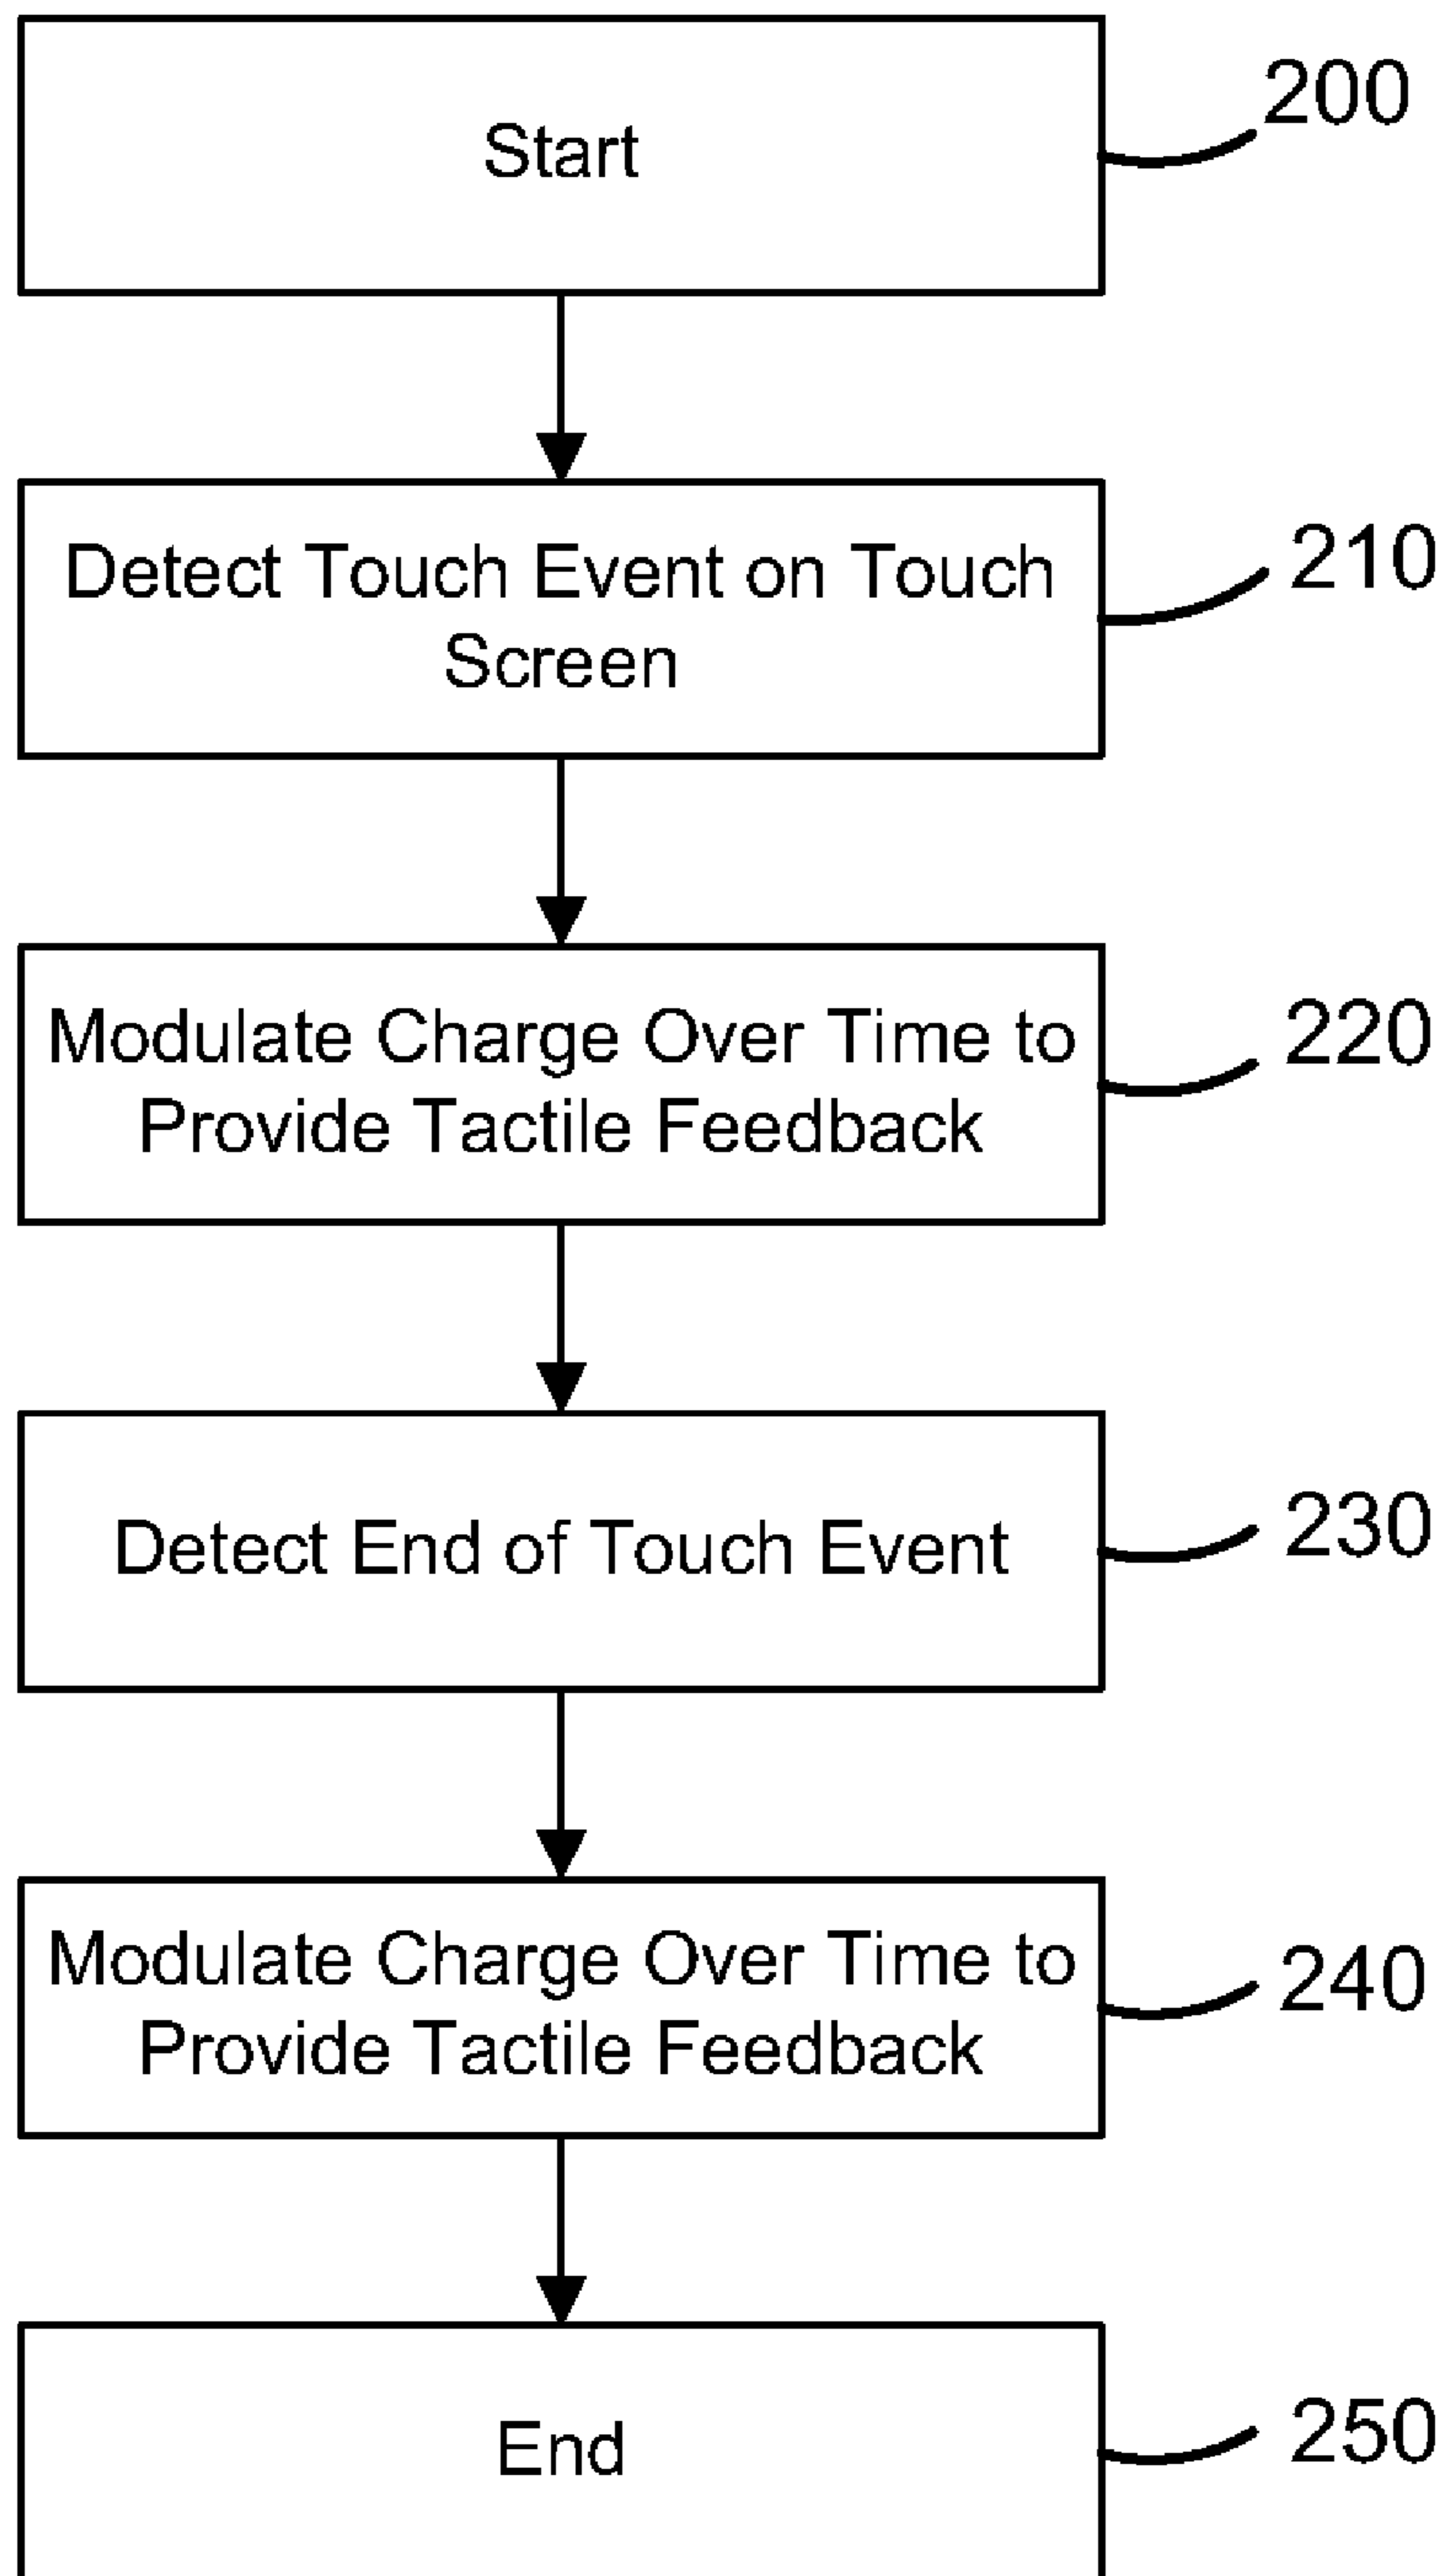 Start
200
Detect Touch Event on Touch
Screen
210
Modulate Charge Over Time to
Provide Tactile Feedback
220
Detect End of Touch Event
230
Modulate Charge Over Time to
Provide Tactile Feedback
240
End
250